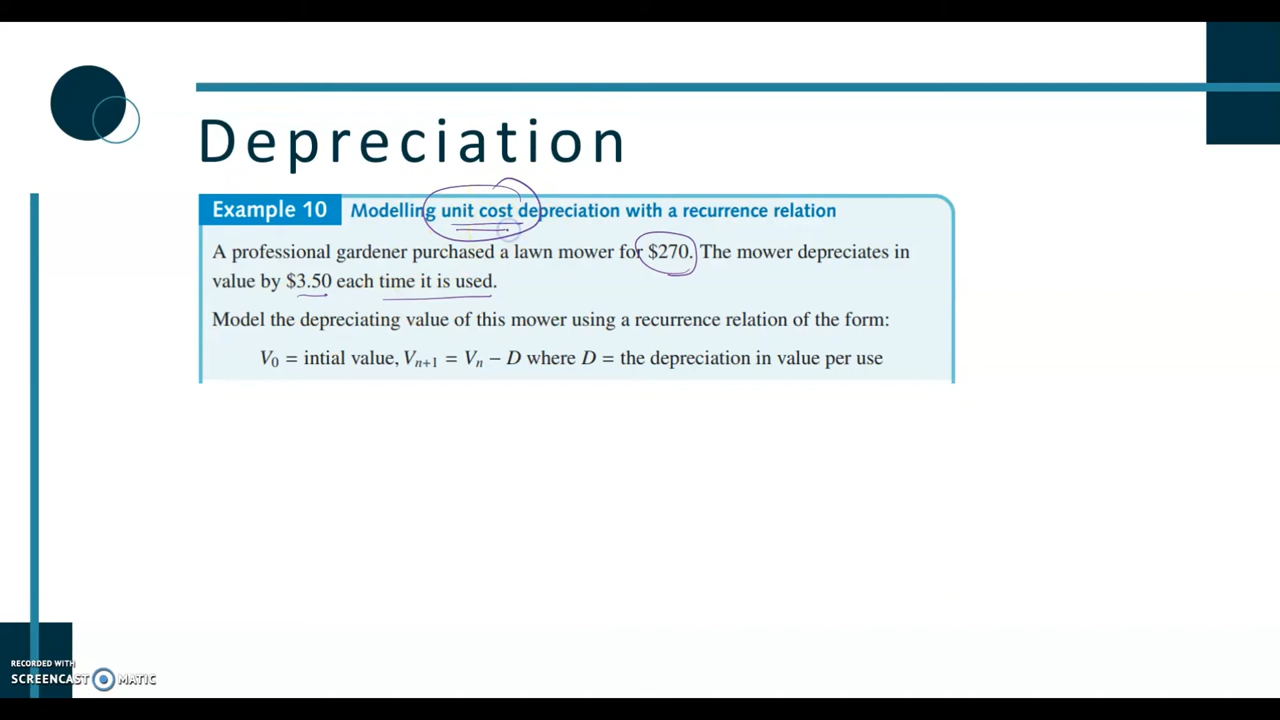 Depreciation
Example 10 Modelling unit cost depreciation with a recurrence relation
A professional gardener purchased a lawn mower for $270. The mower depreciates in
value by $3.50 each time it is used.
Model the depreciating value of this mower using a recurrence relation of the form:
V₀ = intial value, Vₙ₊₁ = Vₙ − D where D = the depreciation in value per use
RECORDED WITH
SCREENCAST MATIC